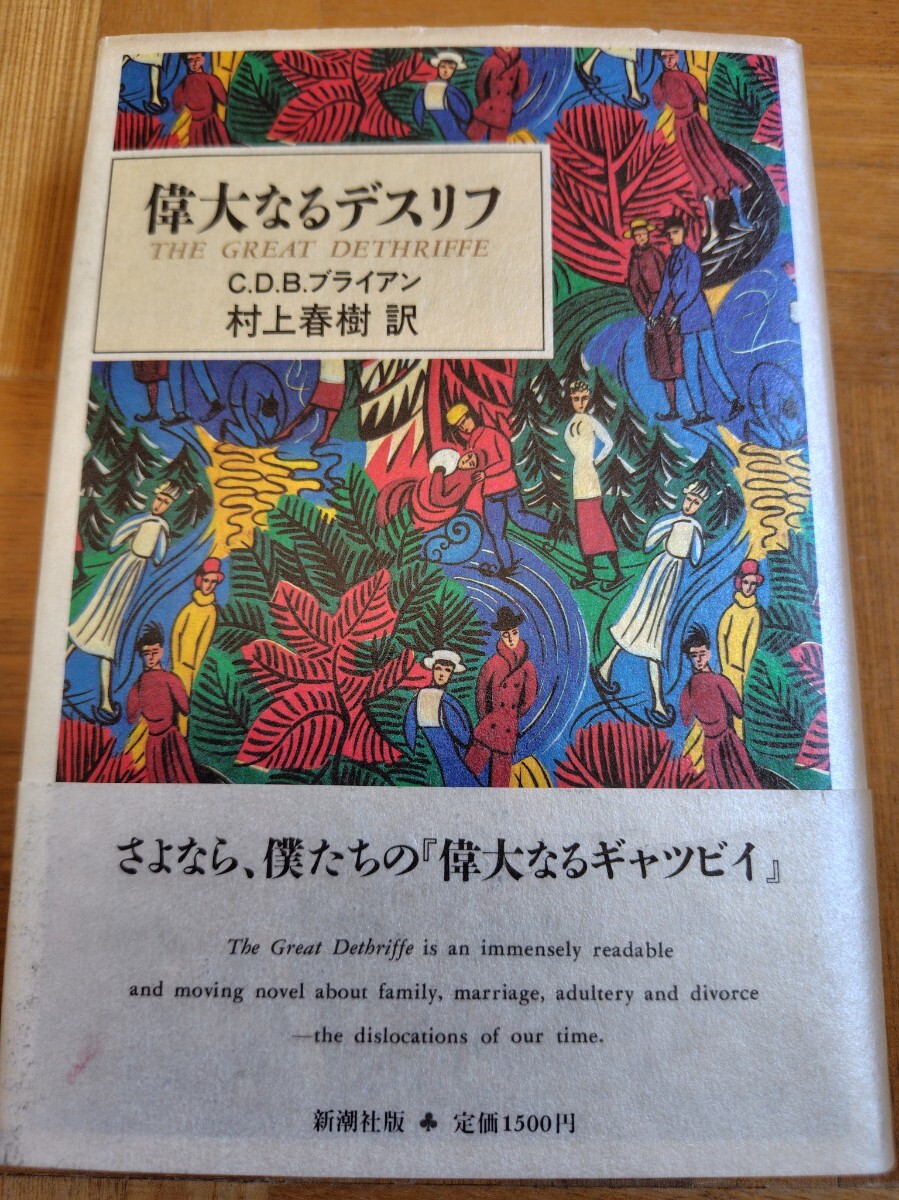 偉大なるデスリフ
THE GREAT DETHRIFFE
C.D.B.ブライアン
村上春樹 訳
さよなら、僕たちの『偉大なるギャツビイ』
The Great Dethriffe is an immensely readable
and moving novel about family, marriage, adultery and divorce
—the dislocations of our time.
新潮社版 ♣ 定価1500円